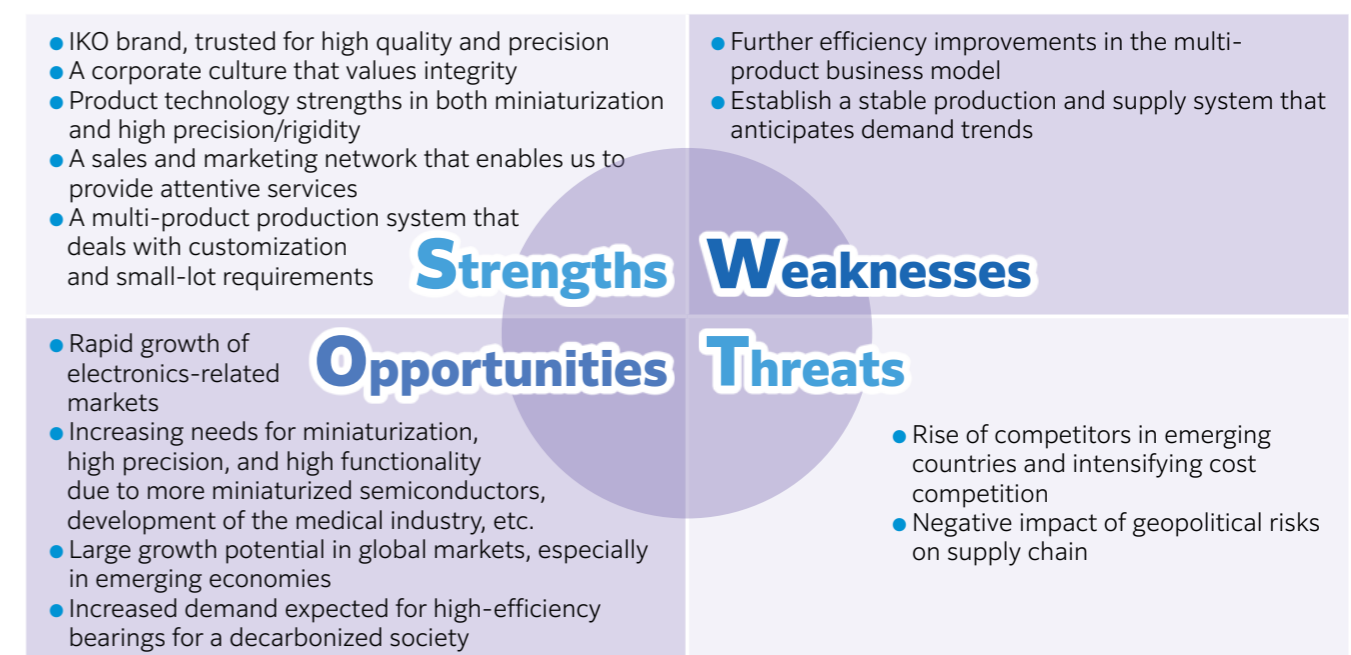 ● IKO brand, trusted for high quality and precision
● A corporate culture that values integrity
● Product technology strengths in both miniaturization
and high precision/rigidity
● A sales and marketing network that enables us to
provide attentive services
● A multi-product production system that
deals with customization
and small-lot requirements
Strengths
● Further efficiency improvements in the multi-
product business model
● Establish a stable production and supply system that
anticipates demand trends
Weaknesses
● Rapid growth of
electronics-related
markets
● Increasing needs for miniaturization,
high precision, and high functionality
due to more miniaturized semiconductors,
development of the medical industry, etc.
● Large growth potential in global markets, especially
in emerging economies
● Increased demand expected for high-efficiency
bearings for a decarbonized society
Opportunities
Threats
● Rise of competitors in emerging
countries and intensifying cost
competition
● Negative impact of geopolitical risks
on supply chain